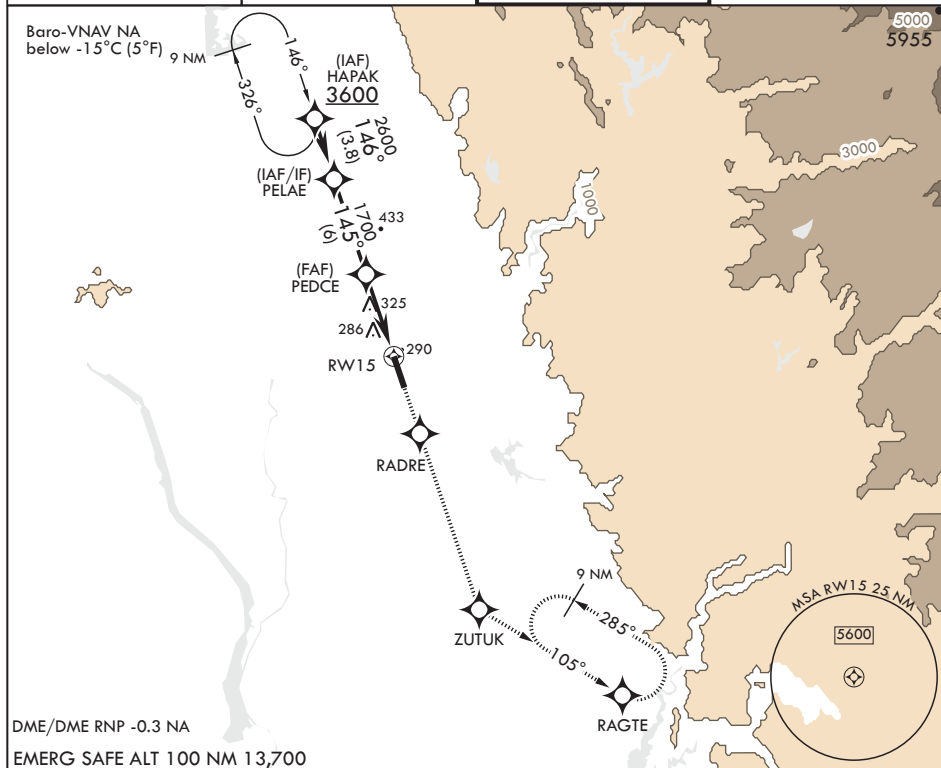 Baro-VNAV NA
below -15°C (5°F)
9 NM
146°
326°
(IAF)
HAPAK
3600
2600
146°
(3.8)
(IAF/IF)
PELAE
1700
145°
(6)
433
(FAF)
PEDCE
325
286
290
RW15
RADRE
ZUTUK
9 NM
285°
105°
RAGTE
5000
5955
3000
1000
MSA RW15 25 NM
5600
DME/DME RNP -0.3 NA
EMERG SAFE ALT 100 NM 13,700